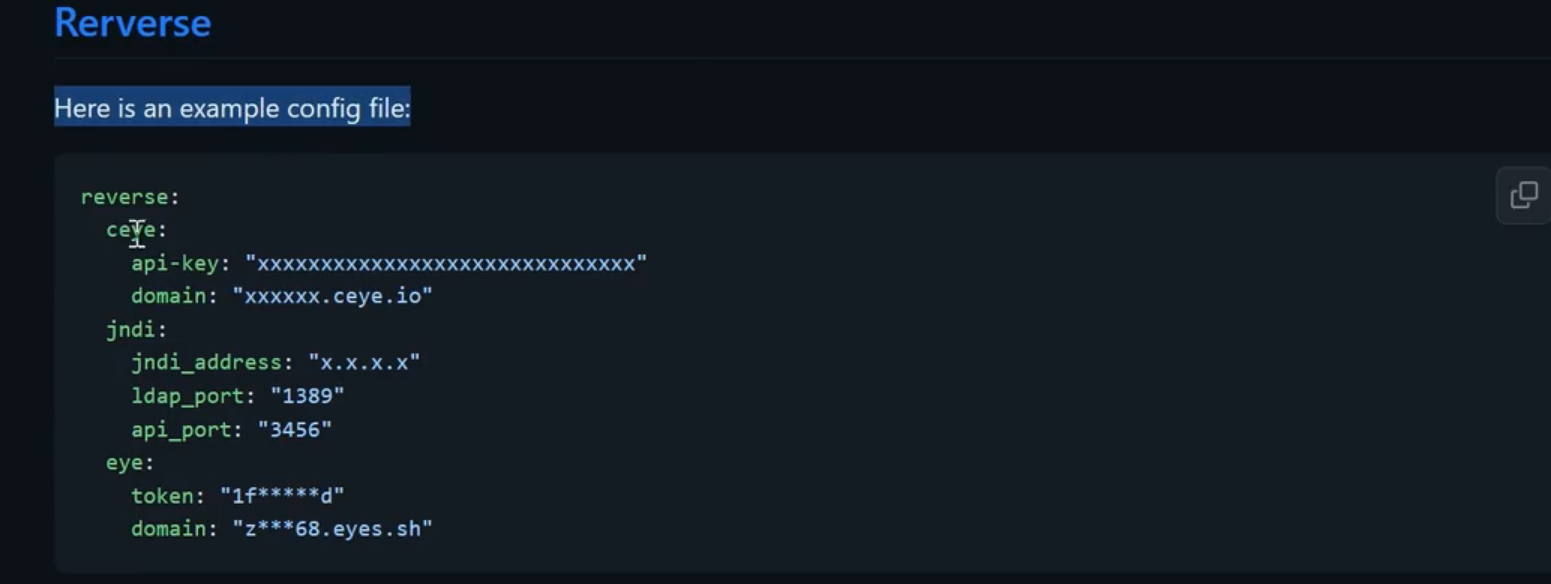 Rerverse
Here is an example config file:
reverse:
ceye:
api-key: "xxxxxxxxxxxxxxxxxxxxxxxxxxxxxx"
domain: "xxxxxx.ceye.io"
jndi:
jndi_address: "x.x.x.x"
ldap_port: "1389"
api_port: "3456"
eye:
token: "1f*****d"
domain: "z***68.eyes.sh"